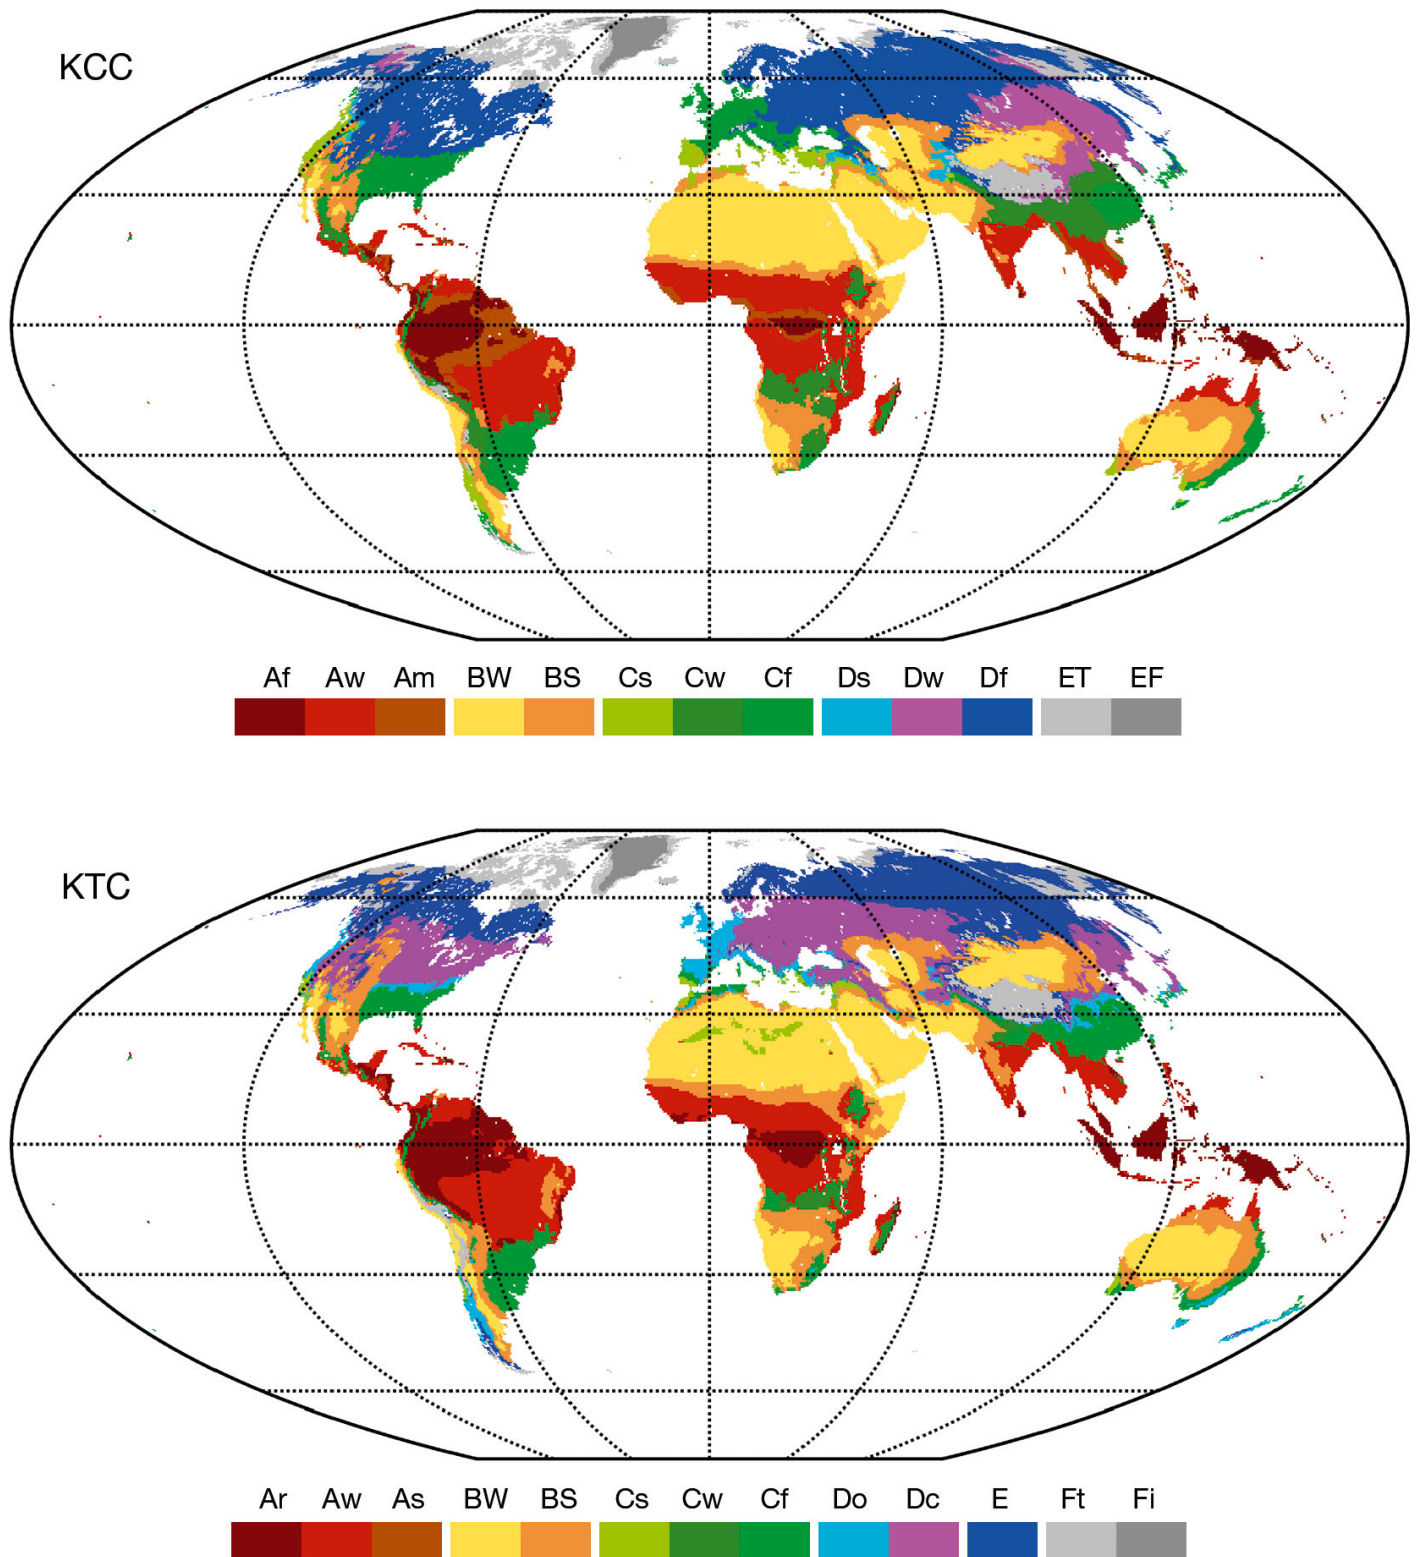 KCC
Af Aw Am BW BS Cs Cw Cf Ds Dw Df ET EF
KTC
Ar Aw As BW BS Cs Cw Cf Do Dc E Ft Fi